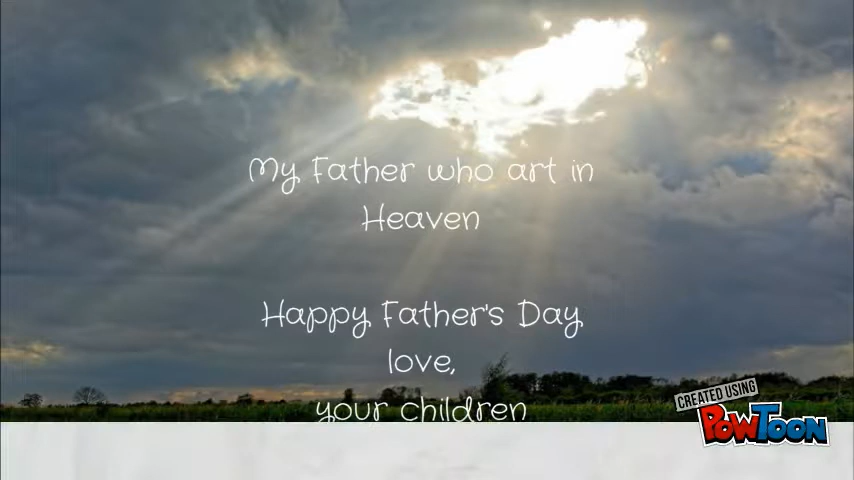 My Father who art in
Heaven
Happy Father's Day
love,
your children
CREATED USING
POWTOON